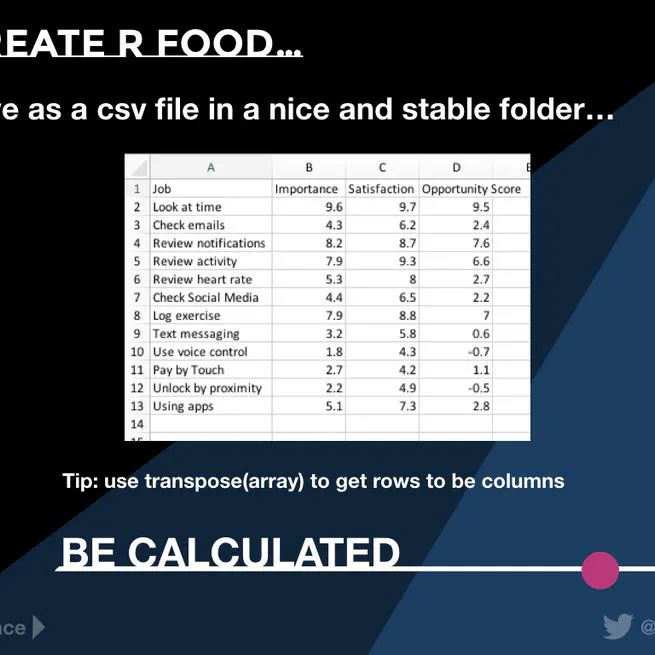 REATE R FOOD...
ve as a csv file in a nice and stable folder...
A B C D E
1 Job Importance Satisfaction Opportunity Score
2 Look at time 9.6 9.7 9.5
3 Check emails 4.3 6.2 2.4
4 Review notifications 8.2 8.7 7.6
5 Review activity 7.9 9.3 6.6
6 Review heart rate 5.3 8 2.7
7 Check Social Media 4.4 6.5 2.2
8 Log exercise 7.9 8.8 7
9 Text messaging 3.2 5.8 0.6
10 Use voice control 1.8 4.3 -0.7
11 Pay by Touch 2.7 4.2 1.1
12 Unlock by proximity 2.2 4.9 -0.5
13 Using apps 5.1 7.3 2.8
14
15
Tip: use transpose(array) to get rows to be columns
BE CALCULATED
nce
@